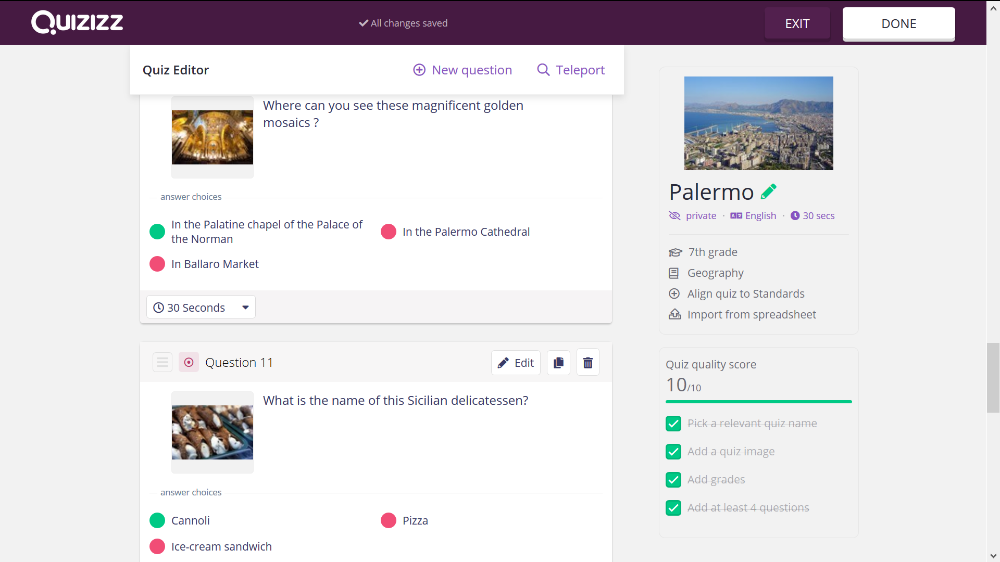 QUIZIZZ
All changes saved
EXIT
DONE
Quiz Editor
New question
Teleport
Where can you see these magnificent golden
mosaics ?
answer choices
In the Palatine chapel of the Palace of
the Norman
In the Palermo Cathedral
In Ballaro Market
30 Seconds
Question 11
Edit
What is the name of this Sicilian delicatessen?
answer choices
Cannoli
Pizza
Ice-cream sandwich
Palermo
private · English · 30 secs
7th grade
Geography
Align quiz to Standards
Import from spreadsheet
Quiz quality score
10/10
Pick a relevant quiz name
Add a quiz image
Add grades
Add at least 4 questions